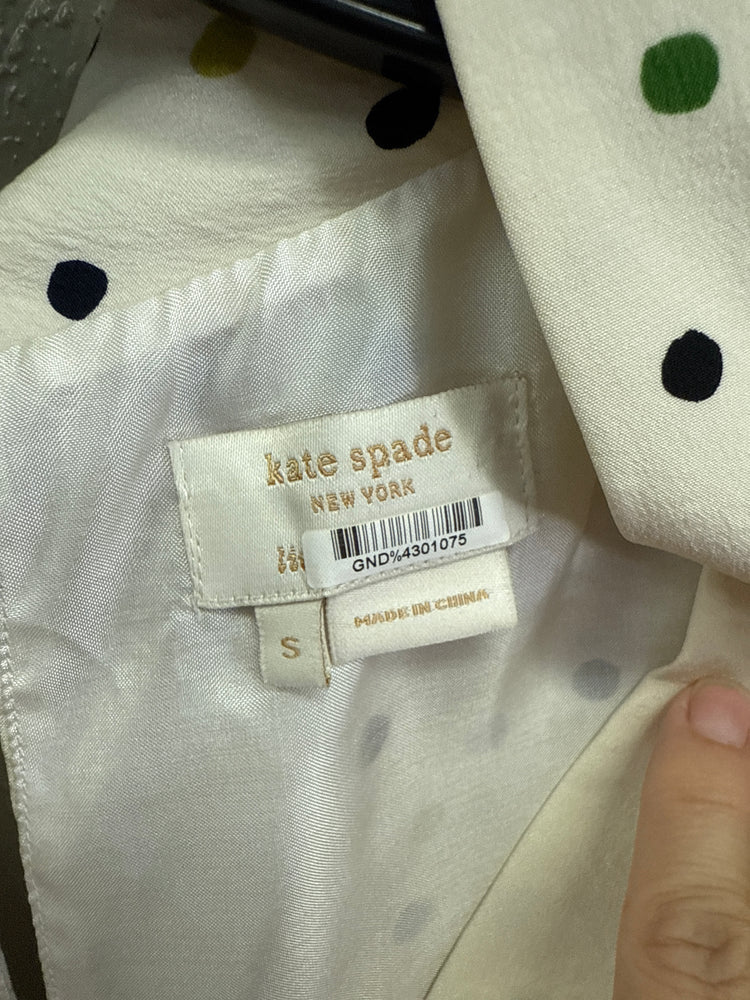 kate spade
NEW YORK
GND%4301075
MADE IN CHINA
S